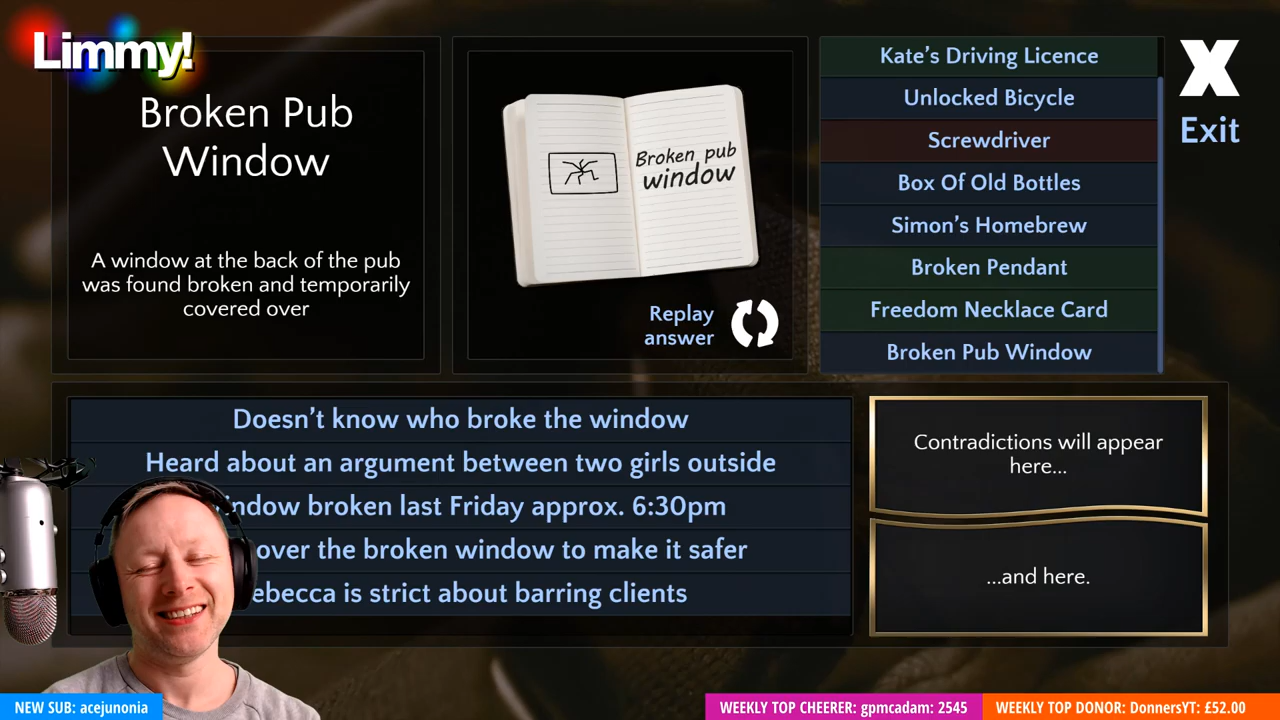 Limmy!
Broken Pub
Window
A window at the back of the pub
was found broken and temporarily
covered over
Broken pub
window
Replay
answer
Kate's Driving Licence
Unlocked Bicycle
Screwdriver
Box Of Old Bottles
Simon's Homebrew
Broken Pendant
Freedom Necklace Card
Broken Pub Window
X
Exit
Doesn't know who broke the window
Heard about an argument between two girls outside
indow broken last Friday approx. 6:30pm
over the broken window to make it safer
ebecca is strict about barring clients
Contradictions will appear
here...
...and here.
NEW SUB: acejunonia
WEEKLY TOP CHEERER: gpmcadam: 2545
WEEKLY TOP DONOR: DonnersYT: £52.00